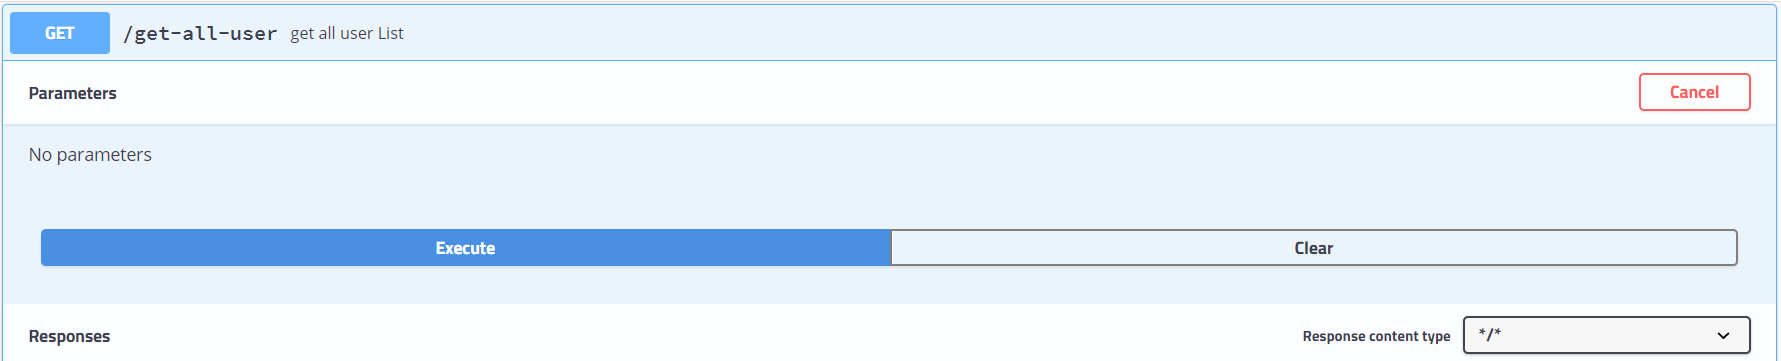 GET /get-all-user get all user List
Parameters Cancel
No parameters
Execute Clear
Responses Response content type */*